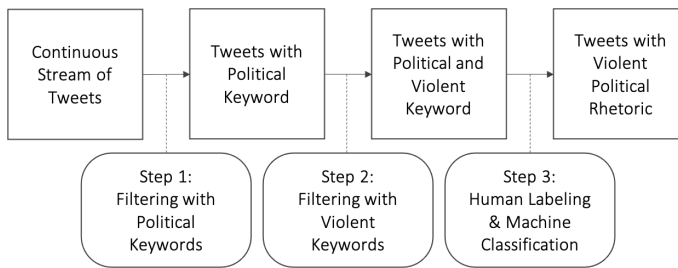 Continuous
Stream of
Tweets
Tweets with
Political
Keyword
Tweets with
Political and
Violent
Keyword
Tweets with
Violent
Political
Rhetoric
Step 1:
Filtering with
Political
Keywords
Step 2:
Filtering with
Violent
Keywords
Step 3:
Human Labeling
& Machine
Classification